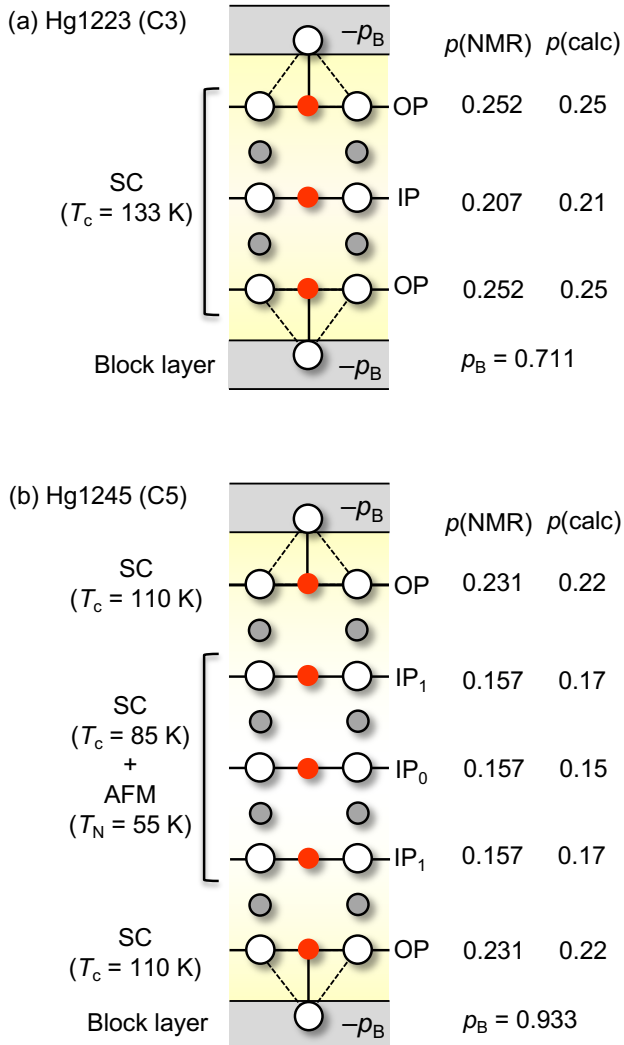 (a) Hg1223 (C3)
–pB
p(NMR) p(calc)
OP 0.252 0.25
SC
(Tc = 133 K)
IP 0.207 0.21
OP 0.252 0.25
Block layer –pB pB = 0.711
(b) Hg1245 (C5)
–pB
p(NMR) p(calc)
SC
(Tc = 110 K)
OP 0.231 0.22
IP1 0.157 0.17
SC
(Tc = 85 K)
+
AFM
(TN = 55 K)
IP0 0.157 0.15
IP1 0.157 0.17
SC
(Tc = 110 K)
OP 0.231 0.22
Block layer –pB pB = 0.933